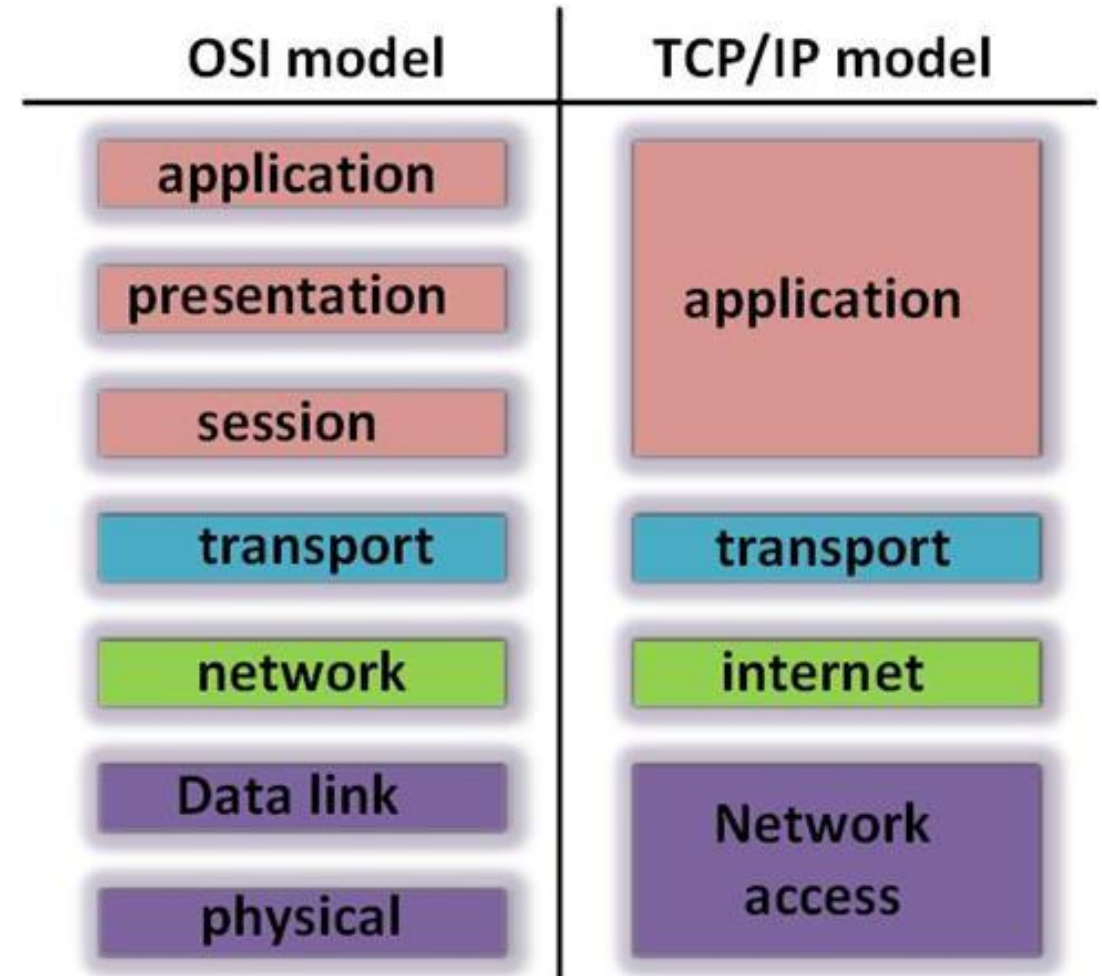 OSI model
TCP/IP model
application
presentation
session
transport
network
Data link
physical
application
transport
internet
Network
access